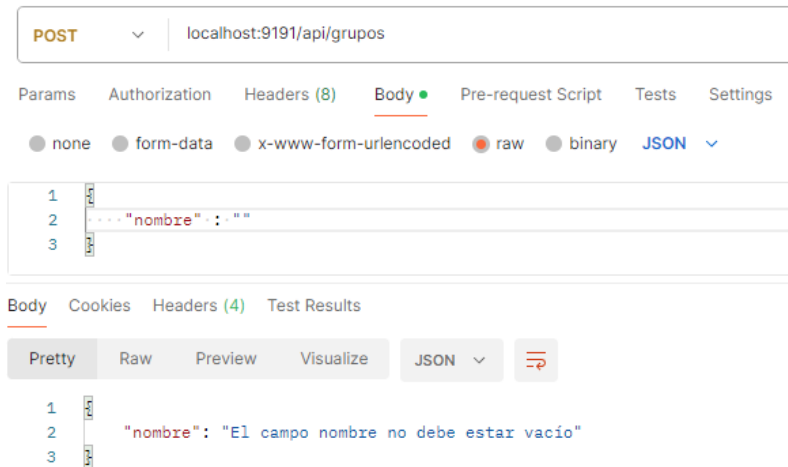 POST localhost:9191/api/grupos
Params Authorization Headers (8) Body Pre-request Script Tests Settings
none form-data x-www-form-urlencoded raw binary JSON
1 {
2 ····"nombre"·:·""
3 }
Body Cookies Headers (4) Test Results
Pretty Raw Preview Visualize JSON
1 {
2 "nombre": "El campo nombre no debe estar vacío"
3 }